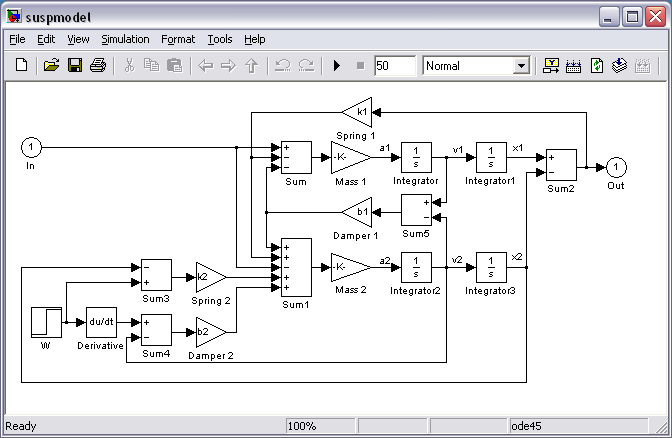 suspmodel
File Edit View Simulation Format Tools Help
50 Normal
k1
Spring 1
1
In
+
−
−
Sum
-K-
Mass 1
a1
1
s
Integrator
v1
1
s
Integrator1
x1
+
−
Sum2
1
Out
b1
Damper 1
+
−
Sum5
+
+
−
+
+
Sum1
-K-
Mass 2
a2
1
s
Integrator2
v2
1
s
Integrator3
x2
−
+
Sum3
k2
Spring 2
W
du/dt
Derivative
+
−
Sum4
b2
Damper 2
Ready 100% ode45